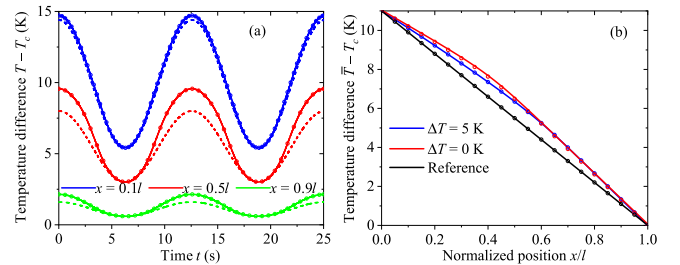 Temperature difference T − T_c (K)
15
10
5
0
(a)
x = 0.1l
x = 0.5l
x = 0.9l
0
5
10
15
20
25
Time t (s)
Temperature difference T̅ − T_c (K)
10
8
6
4
2
0
(b)
ΔT = 5 K
ΔT = 0 K
Reference
0.0
0.2
0.4
0.6
0.8
1.0
Normalized position x/l